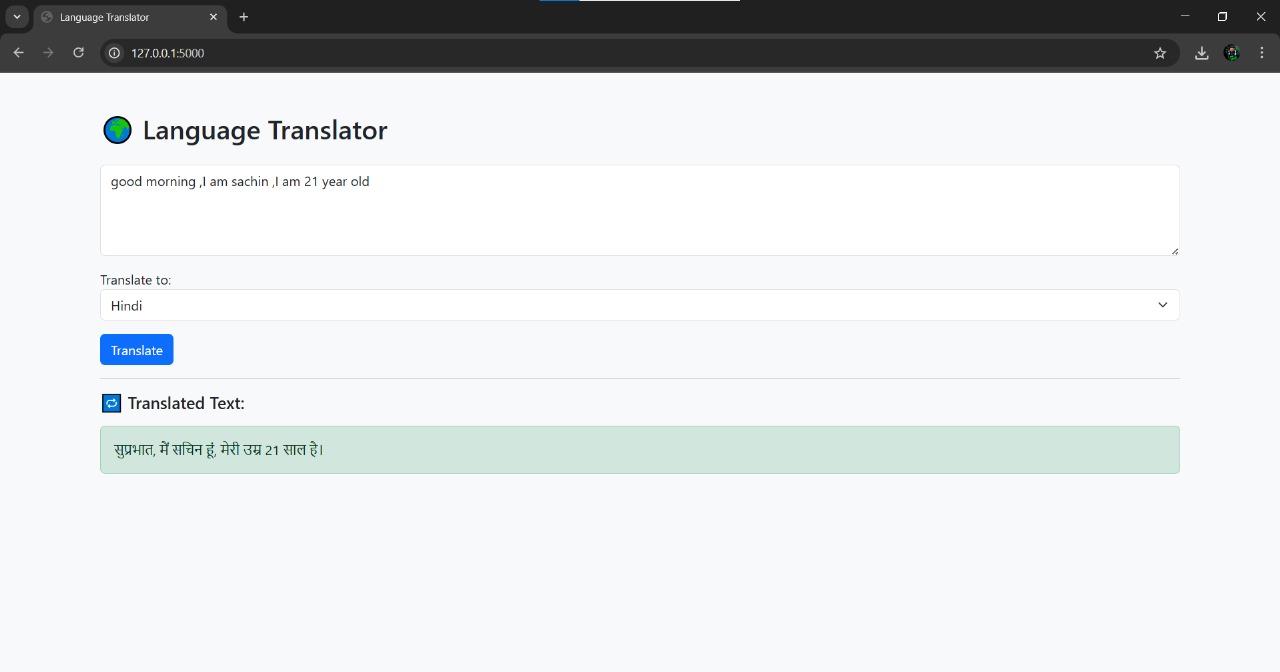 Language Translator
127.0.0.1:5000
Language Translator
good morning ,I am sachin ,I am 21 year old
Translate to:
Hindi
Translate
Translated Text:
सुप्रभात, मैं सचिन हूं, मेरी उम्र 21 साल है।